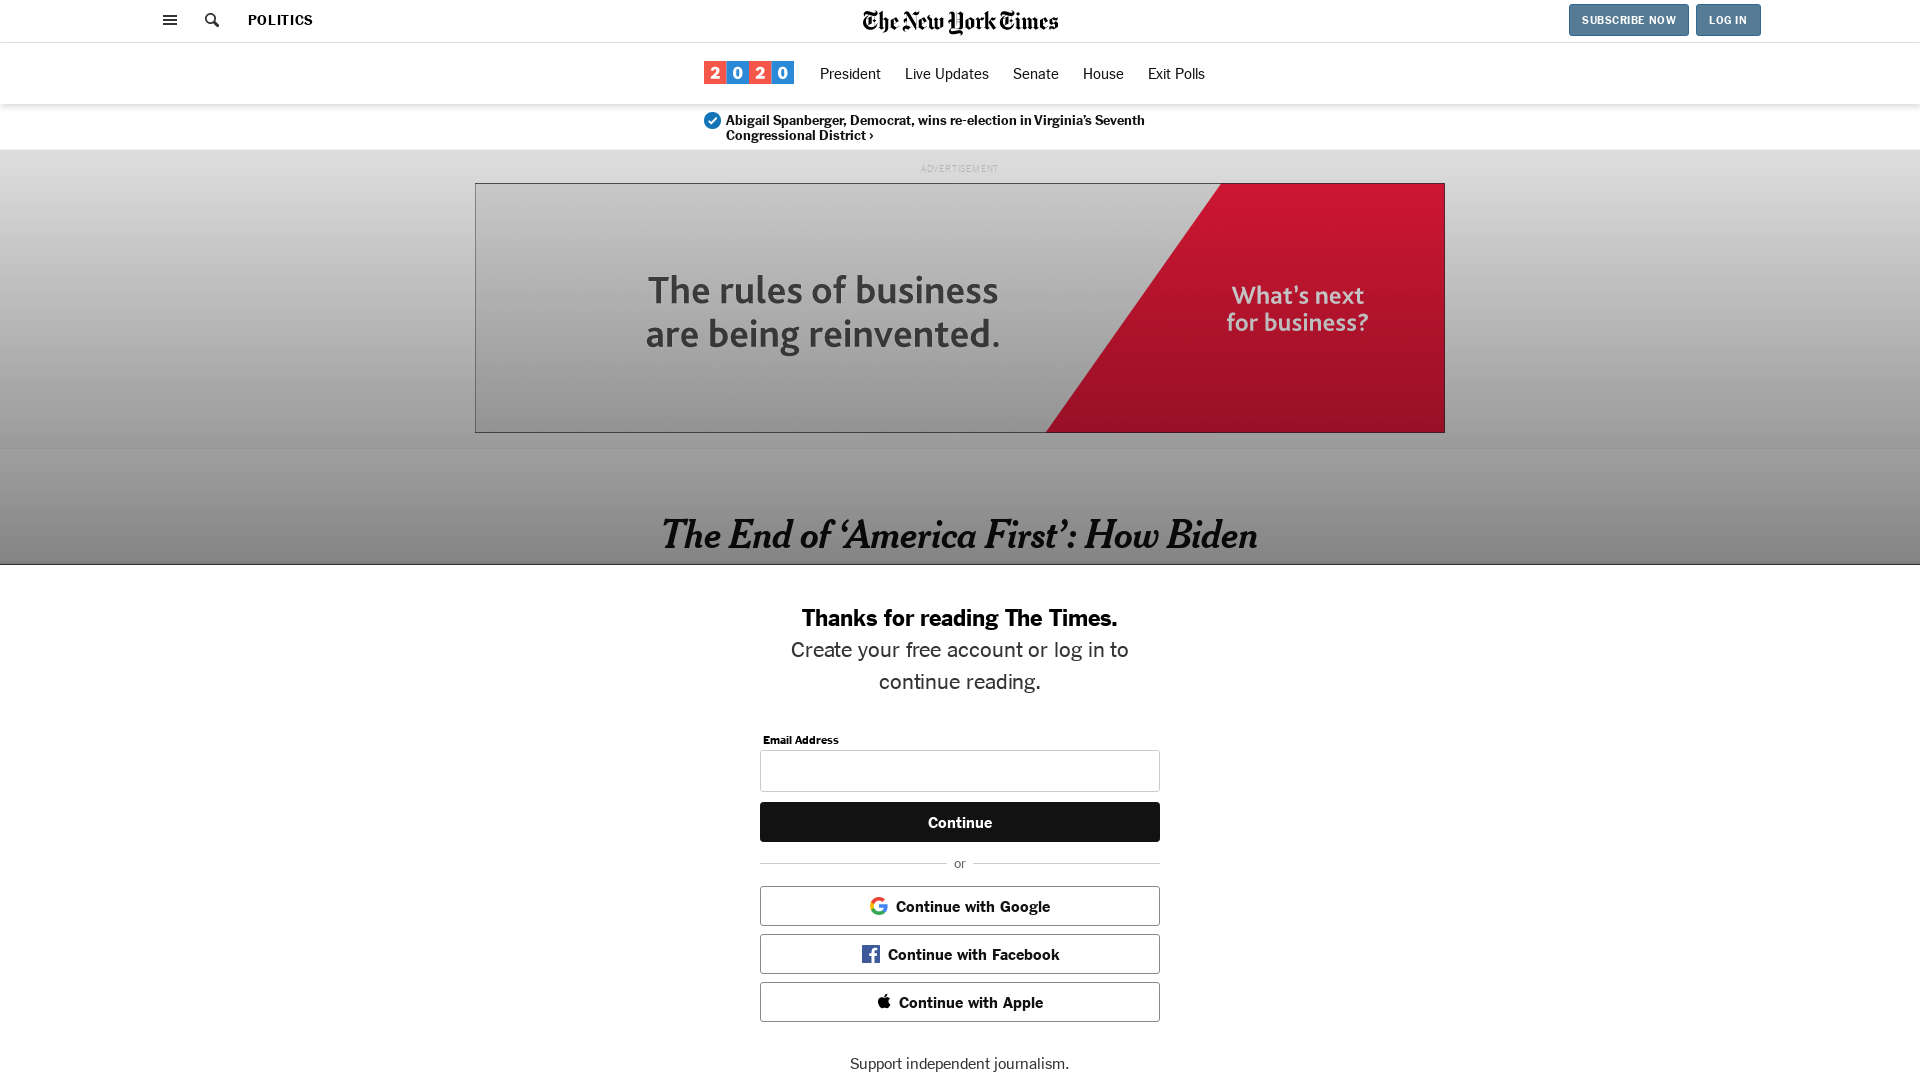 POLITICS
The New York Times
SUBSCRIBE NOW
LOG IN
2020
President
Live Updates
Senate
House
Exit Polls
Abigail Spanberger, Democrat, wins re-election in Virginia’s Seventh
Congressional District ›
ADVERTISEMENT
The rules of business
are being reinvented.
What’s next
for business?
The End of ‘America First’: How Biden
Thanks for reading The Times.
Create your free account or log in to
continue reading.
Email Address
Continue
or
Continue with Google
Continue with Facebook
Continue with Apple
Support independent journalism.